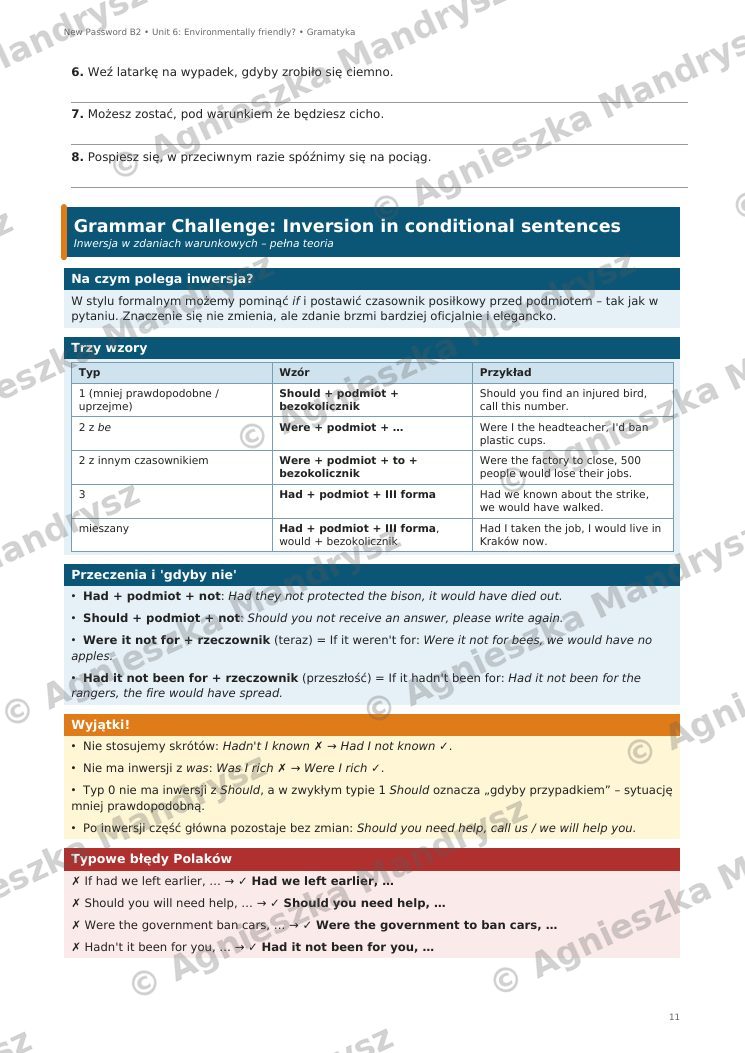 New Password B2 • Unit 6: Environmentally friendly? • Gramatyka
6. Weź latarkę na wypadek, gdyby zrobiło się ciemno.
7. Możesz zostać, pod warunkiem że będziesz cicho.
8. Pospiesz się, w przeciwnym razie spóźnimy się na pociąg.
Grammar Challenge: Inversion in conditional sentences
Inwersja w zdaniach warunkowych – pełna teoria
Na czym polega inwersja?
W stylu formalnym możemy pominąć if i postawić czasownik posiłkowy przed podmiotem – tak jak w
pytaniu. Znaczenie się nie zmienia, ale zdanie brzmi bardziej oficjalnie i elegancko.
Trzy wzory
Typ Wzór Przykład
1 (mniej prawdopodobne / Should + podmiot + Should you find an injured bird,
uprzejme) bezokolicznik call this number.
2 z be Were + podmiot + … Were I the headteacher, I'd ban
plastic cups.
2 z innym czasownikiem Were + podmiot + to + Were the factory to close, 500
bezokolicznik people would lose their jobs.
3 Had + podmiot + III forma Had we known about the strike,
we would have walked.
mieszany Had + podmiot + III forma, Had I taken the job, I would live in
would + bezokolicznik Kraków now.
Przeczenia i 'gdyby nie'
• Had + podmiot + not: Had they not protected the bison, it would have died out.
• Should + podmiot + not: Should you not receive an answer, please write again.
• Were it not for + rzeczownik (teraz) = If it weren't for: Were it not for bees, we would have no
apples.
• Had it not been for + rzeczownik (przeszłość) = If it hadn't been for: Had it not been for the
rangers, the fire would have spread.
Wyjątki!
• Nie stosujemy skrótów: Hadn't I known ✗ → Had I not known ✓.
• Nie ma inwersji z was: Was I rich ✗ → Were I rich ✓.
• Typ 0 nie ma inwersji z Should, a w zwykłym typie 1 Should oznacza „gdyby przypadkiem” – sytuację
mniej prawdopodobną.
• Po inwersji część główna pozostaje bez zmian: Should you need help, call us / we will help you.
Typowe błędy Polaków
✗ If had we left earlier, … → ✓ Had we left earlier, …
✗ Should you will need help, … → ✓ Should you need help, …
✗ Were the government ban cars, … → ✓ Were the government to ban cars, …
✗ Hadn't it been for you, … → ✓ Had it not been for you, …
11
© Agnieszka Mandrysz